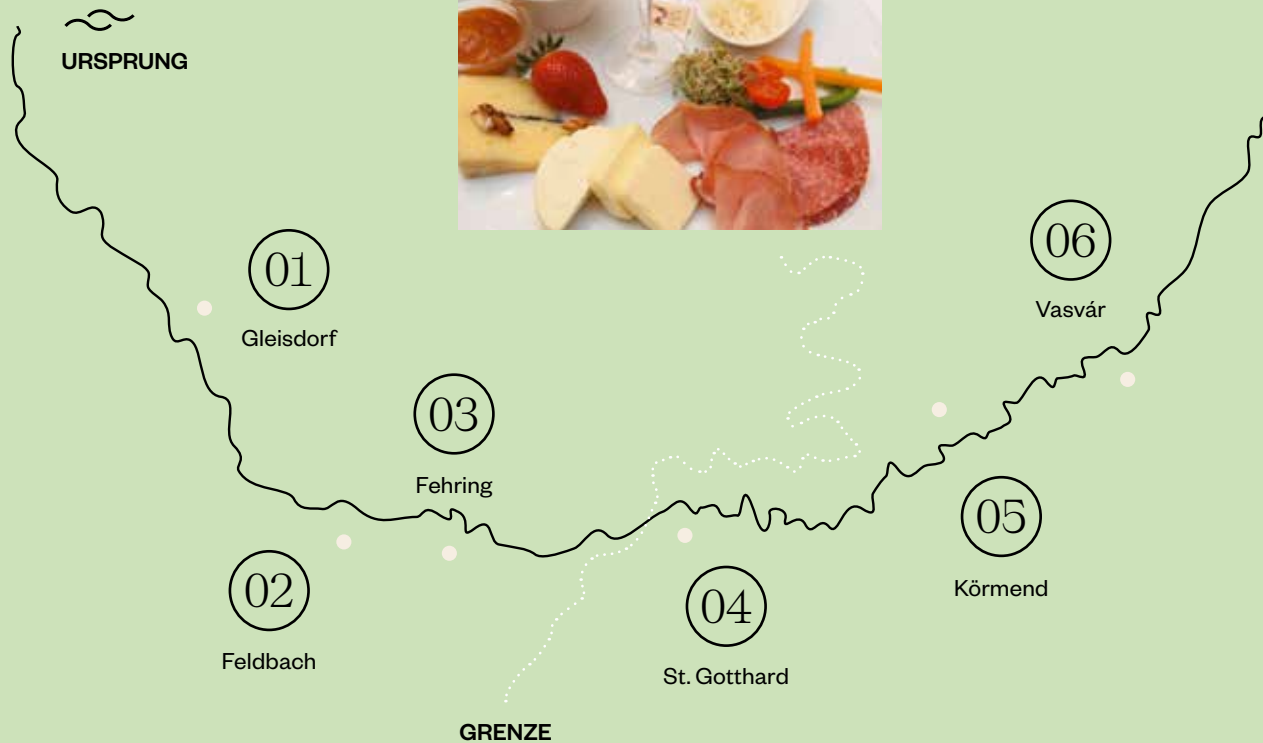 URSPRUNG
01
Gleisdorf
02
Feldbach
03
Fehring
04
St. Gotthard
05
Körmend
06
Vasvár
GRENZE